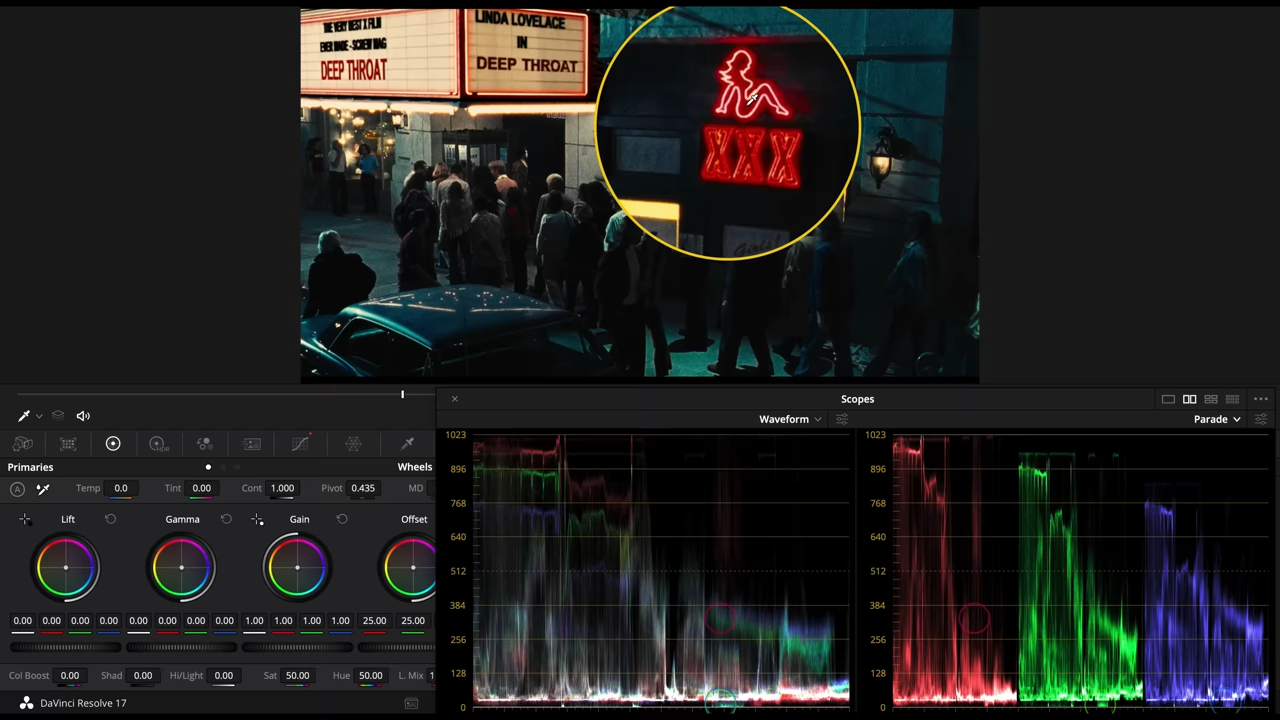 THE VERY BEST X FILM
EVER MADE - SCREW MAG
DEEP THROAT
LINDA LOVELACE
IN
DEEP THROAT
XXX
Girls!
Scopes
Waveform
Parade
1023
896
768
640
512
384
256
128
0
1023
896
768
640
512
384
256
128
0
HDR
Primaries
Wheels
A
Temp 0.0
Tint 0.00
Cont 1.000
Pivot 0.435
MD
Lift
Gamma
Gain
Offset
0.00 0.00 0.00 0.00
0.00 0.00 0.00 0.00
1.00 1.00 1.00 1.00
25.00 25.00
Col Boost 0.00
Shad 0.00
Hi/Light 0.00
Sat 50.00
Hue 50.00
L. Mix 1
DaVinci Resolve 17